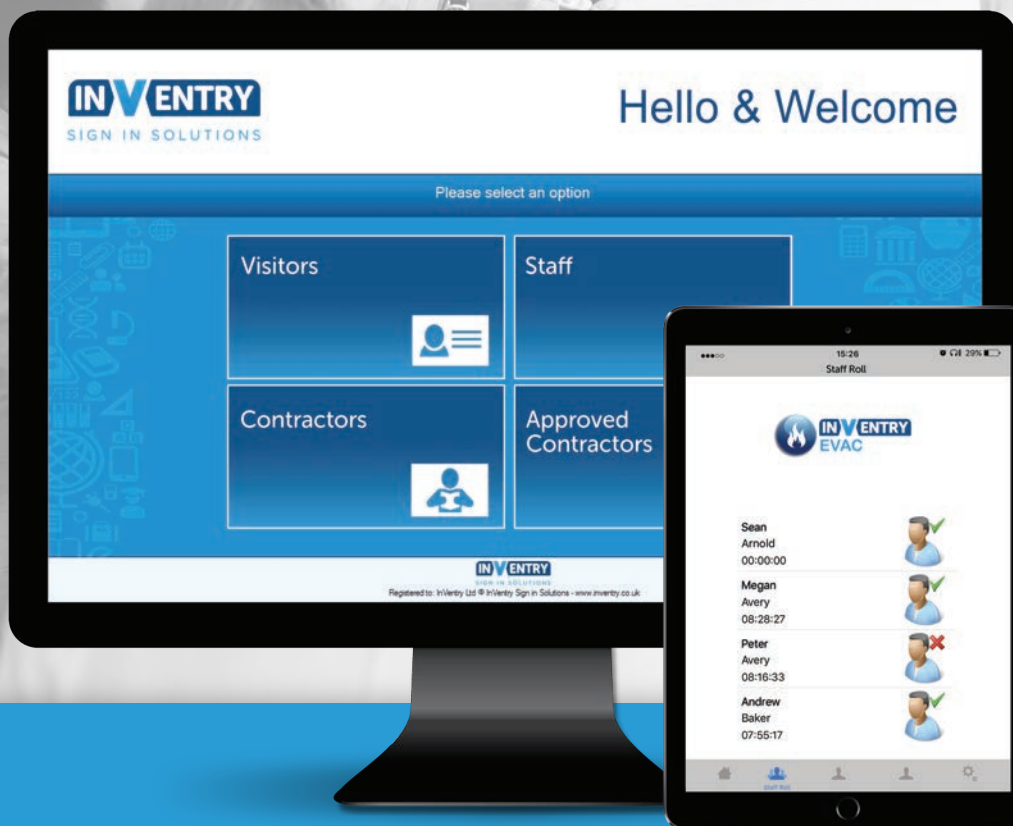 INVENTRY
SIGN IN SOLUTIONS
Hello & Welcome
Please select an option
Visitors
Staff
Contractors
Approved
Contractors
INVENTRY
SIGN IN SOLUTIONS
Registered to: InVentry Ltd © InVentry Sign in Solutions - www.inventry.co.uk
15:26
29%
Staff Roll
INVENTRY
EVAC
Sean
Arnold
00:00:00
Megan
Avery
08:28:27
Peter
Avery
08:16:33
Andrew
Baker
07:55:17
Staff Roll